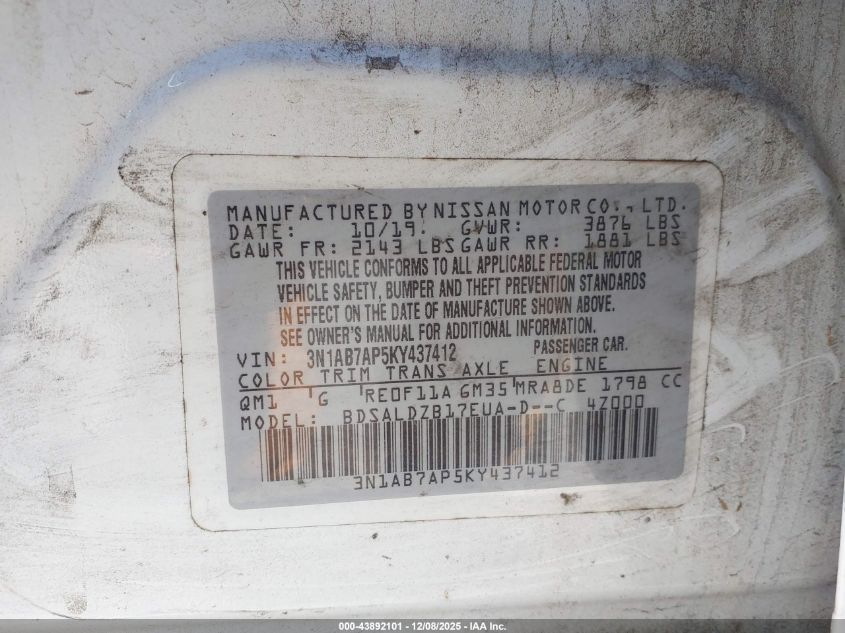 MANUFACTURED BY NISSAN MOTOR CO., LTD.
DATE: 10/19. GVWR: 3876 LBS
GAWR FR: 2143 LBS GAWR RR: 1881 LBS
THIS VEHICLE CONFORMS TO ALL APPLICABLE FEDERAL MOTOR
VEHICLE SAFETY, BUMPER AND THEFT PREVENTION STANDARDS
IN EFFECT ON THE DATE OF MANUFACTURE SHOWN ABOVE.
SEE OWNER'S MANUAL FOR ADDITIONAL INFORMATION.
VIN: 3N1AB7AP5KY437412 PASSENGER CAR.
COLOR TRIM TRANS AXLE ENGINE
QM1 'G 'RE0F11A GM35'MRA8DE 1798 CC
MODEL: BDSALDZB17EUA-D--C 4Z000
3N1AB7AP5KY437412
000-43892101 - 12/08/2025 - IAA Inc.